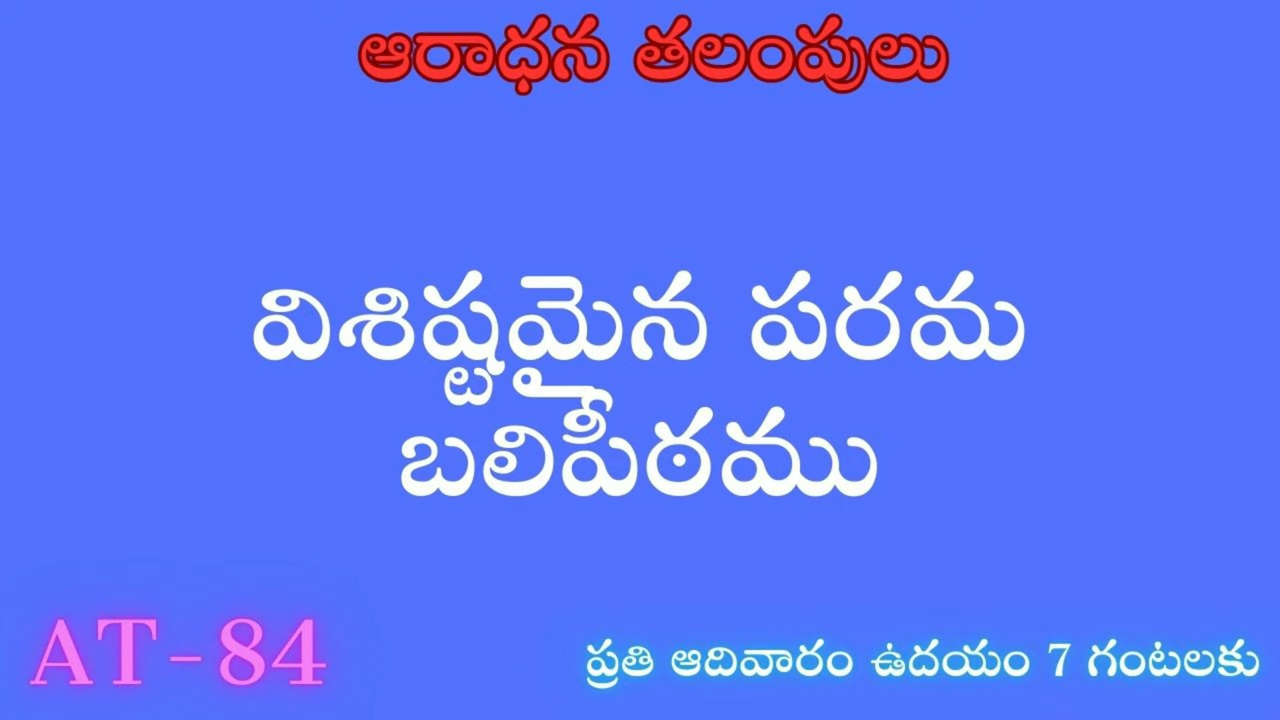 ఆరాధన తలంపులు
విశిష్టమైన పరమ
బలిపీఠము
AT-84
ప్రతి ఆదివారం ఉదయం 7 గంటలకు